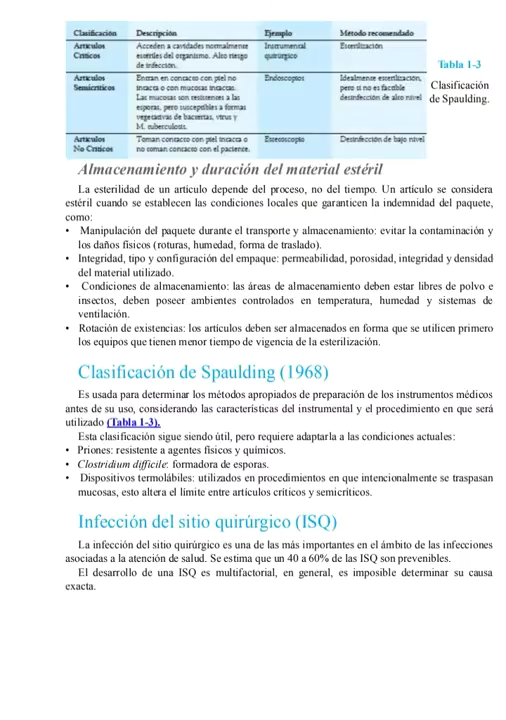 Clasificación Descripción Ejemplo Método recomendado
Artículos Acceden a cavidades normalmente Instrumental Esterilización
Críticos estériles del organismo. Alto riesgo quirúrgico
de infección.
Artículos Entran en contacto con piel no Endoscopios Idealmente esterilización,
Semicríticos intacta o con mucosas intactas. pero si no es factible
Las mucosas son resistentes a las desinfección de alto nivel
esporas, pero susceptibles a formas
vegetativas de bacterias, virus y
M. tuberculosis.
Artículos Toman contacto con piel intacta o Estetoscopio Desinfección de bajo nivel
No Críticos no toman contacto con el paciente.
Tabla 1-3
Clasificación
de Spaulding.
Almacenamiento y duración del material estéril
La esterilidad de un artículo depende del proceso, no del tiempo. Un artículo se considera
estéril cuando se establecen las condiciones locales que garanticen la indemnidad del paquete,
como:
• Manipulación del paquete durante el transporte y almacenamiento: evitar la contaminación y
los daños físicos (roturas, humedad, forma de traslado).
• Integridad, tipo y configuración del empaque: permeabilidad, porosidad, integridad y densidad
del material utilizado.
• Condiciones de almacenamiento: las áreas de almacenamiento deben estar libres de polvo e
insectos, deben poseer ambientes controlados en temperatura, humedad y sistemas de
ventilación.
• Rotación de existencias: los artículos deben ser almacenados en forma que se utilicen primero
los equipos que tienen menor tiempo de vigencia de la esterilización.
Clasificación de Spaulding (1968)
Es usada para determinar los métodos apropiados de preparación de los instrumentos médicos
antes de su uso, considerando las características del instrumental y el procedimiento en que será
utilizado (Tabla 1-3).
Esta clasificación sigue siendo útil, pero requiere adaptarla a las condiciones actuales:
• Priones: resistente a agentes físicos y químicos.
• Clostridium difficile: formadora de esporas.
• Dispositivos termolábiles: utilizados en procedimientos en que intencionalmente se traspasan
mucosas, esto altera el límite entre artículos críticos y semicríticos.
Infección del sitio quirúrgico (ISQ)
La infección del sitio quirúrgico es una de las más importantes en el ámbito de las infecciones
asociadas a la atención de salud. Se estima que un 40 a 60% de las ISQ son prevenibles.
El desarrollo de una ISQ es multifactorial, en general, es imposible determinar su causa
exacta.